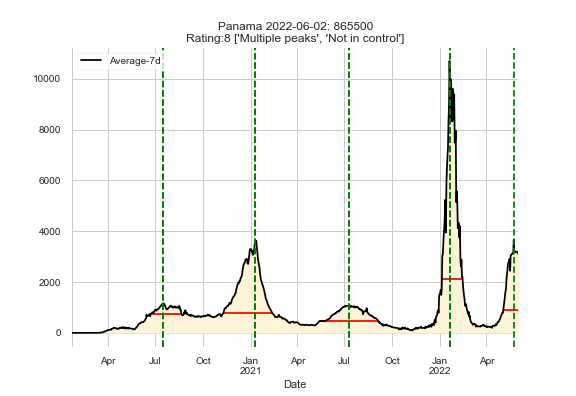 Panama 2022-06-02: 865500
Rating:8 ['Multiple peaks', 'Not in control']
Average-7d
10000
8000
6000
4000
2000
0
Apr Jul Oct Jan Apr Jul Oct Jan Apr
2021 2022
Date